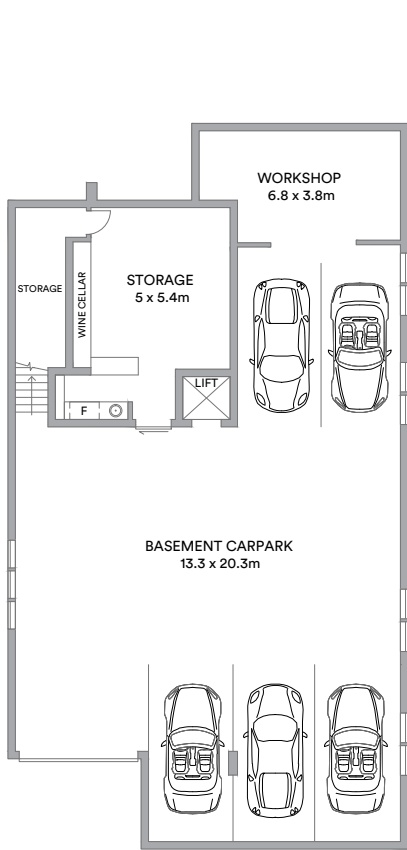 WORKSHOP
6.8 x 3.8m
STORAGE
5 x 5.4m
STORAGE
WINE CELLAR
LIFT
F
BASEMENT CARPARK
13.3 x 20.3m